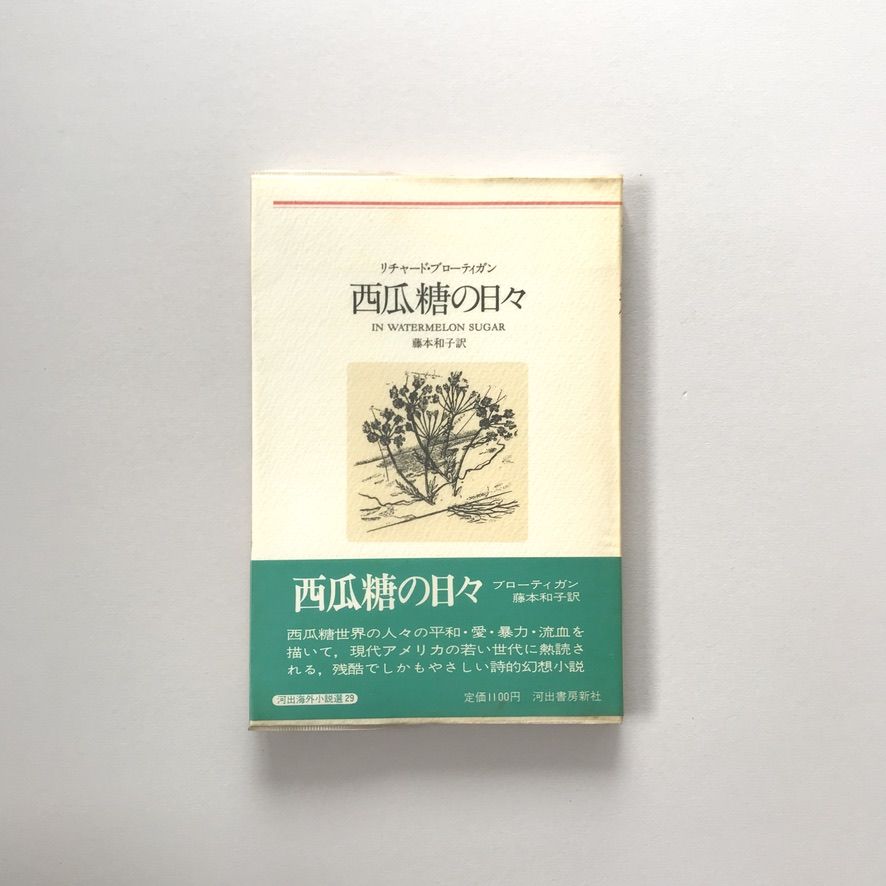 リチャード・ブローティガン
西瓜糖の日々
IN WATERMELON SUGAR
藤本和子訳
西瓜糖の日々
ブローティガン
藤本和子訳
西瓜糖世界の人々の平和・愛・暴力・流血を
描いて，現代アメリカの若い世代に熱読さ
れる，残酷でしかもやさしい詩的幻想小説
河出海外小説選29
定価1100円 河出書房新社